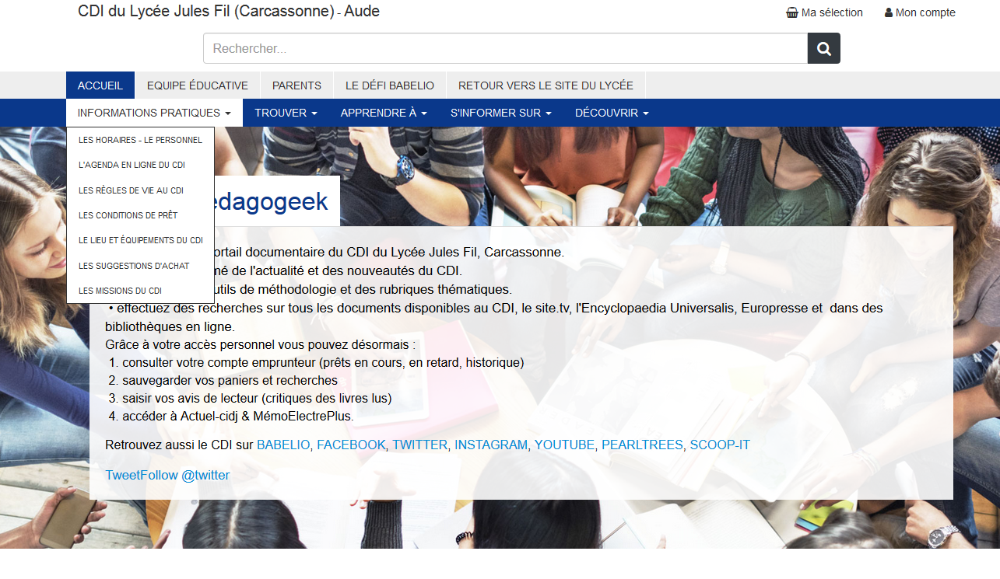 CDI du Lycée Jules Fil (Carcassonne) - Aude
Ma sélection
Mon compte
Rechercher...
ACCUEIL
EQUIPE ÉDUCATIVE
PARENTS
LE DÉFI BABELIO
RETOUR VERS LE SITE DU LYCÉE
INFORMATIONS PRATIQUES
TROUVER
APPRENDRE À
S'INFORMER SUR
DÉCOUVRIR
LES HORAIRES - LE PERSONNEL
L'AGENDA EN LIGNE DU CDI
LES RÈGLES DE VIE AU CDI
LES CONDITIONS DE PRÊT
LE LIEU ET ÉQUIPEMENTS DU CDI
LES SUGGESTIONS D'ACHAT
LES MISSIONS DU CDI
dagogeek
ortail documentaire du CDI du Lycée Jules Fil, Carcassonne.
né de l'actualité et des nouveautés du CDI.
utils de méthodologie et des rubriques thématiques.
• effectuez des recherches sur tous les documents disponibles au CDI, le site.tv, l'Encyclopaedia Universalis, Europresse et dans des
bibliothèques en ligne.
Grâce à votre accès personnel vous pouvez désormais :
1. consulter votre compte emprunteur (prêts en cours, en retard, historique)
2. sauvegarder vos paniers et recherches
3. saisir vos avis de lecteur (critiques des livres lus)
4. accéder à Actuel-cidj & MémoElectrePlus.
Retrouvez aussi le CDI sur BABELIO, FACEBOOK, TWITTER, INSTAGRAM, YOUTUBE, PEARLTREES, SCOOP-IT
TweetFollow @twitter